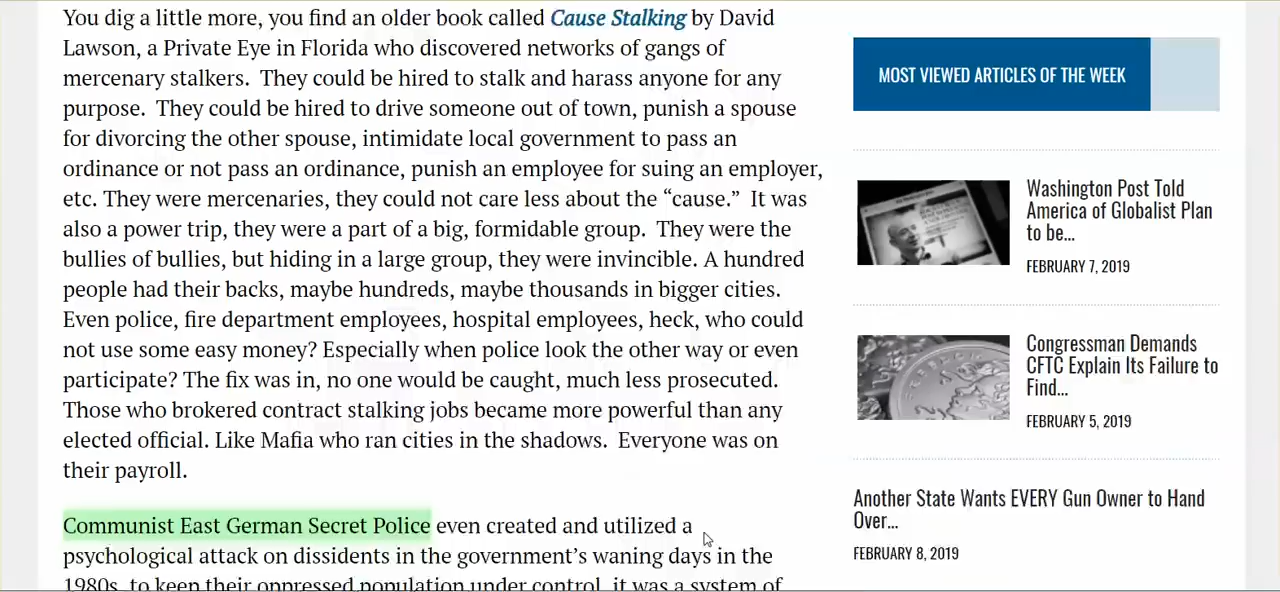 You dig a little more, you find an older book called Cause Stalking by David
Lawson, a Private Eye in Florida who discovered networks of gangs of
mercenary stalkers.  They could be hired to stalk and harass anyone for any
purpose.  They could be hired to drive someone out of town, punish a spouse
for divorcing the other spouse, intimidate local government to pass an
ordinance or not pass an ordinance, punish an employee for suing an employer,
etc. They were mercenaries, they could not care less about the “cause.”  It was
also a power trip, they were a part of a big, formidable group.  They were the
bullies of bullies, but hiding in a large group, they were invincible. A hundred
people had their backs, maybe hundreds, maybe thousands in bigger cities.
Even police, fire department employees, hospital employees, heck, who could
not use some easy money? Especially when police look the other way or even
participate? The fix was in, no one would be caught, much less prosecuted.
Those who brokered contract stalking jobs became more powerful than any
elected official. Like Mafia who ran cities in the shadows.  Everyone was on
their payroll.
Communist East German Secret Police even created and utilized a
psychological attack on dissidents in the government’s waning days in the
1980s, to keep their oppressed population under control, it was a system of
MOST VIEWED ARTICLES OF THE WEEK
Washington Post Told
America of Globalist Plan
to be...
FEBRUARY 7, 2019
Congressman Demands
CFTC Explain Its Failure to
Find...
FEBRUARY 5, 2019
Another State Wants EVERY Gun Owner to Hand
Over...
FEBRUARY 8, 2019